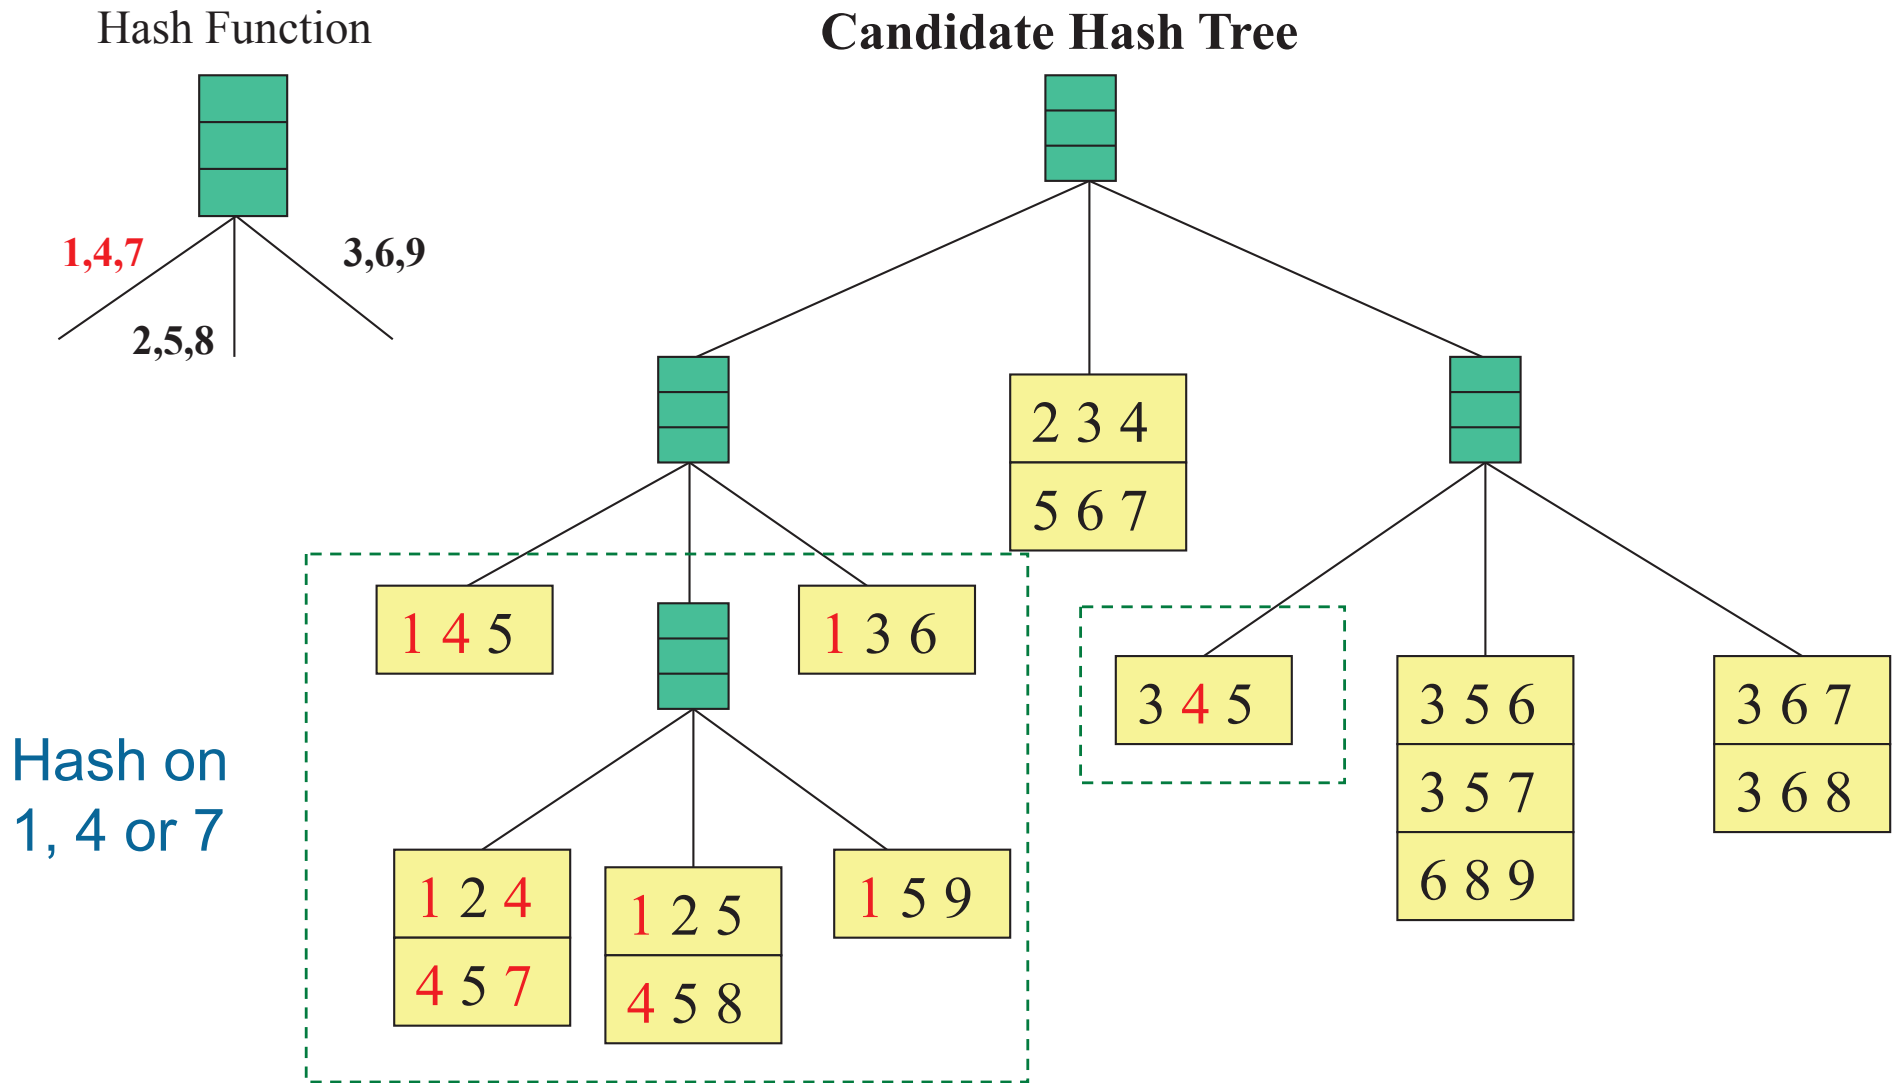 Hash Function
Candidate Hash Tree
1,4,7
3,6,9
2,5,8
2 3 4
5 6 7
1 4 5
1 3 6
3 4 5
3 5 6
3 5 7
6 8 9
3 6 7
3 6 8
Hash on
1, 4 or 7
1 2 4
4 5 7
1 2 5
4 5 8
1 5 9